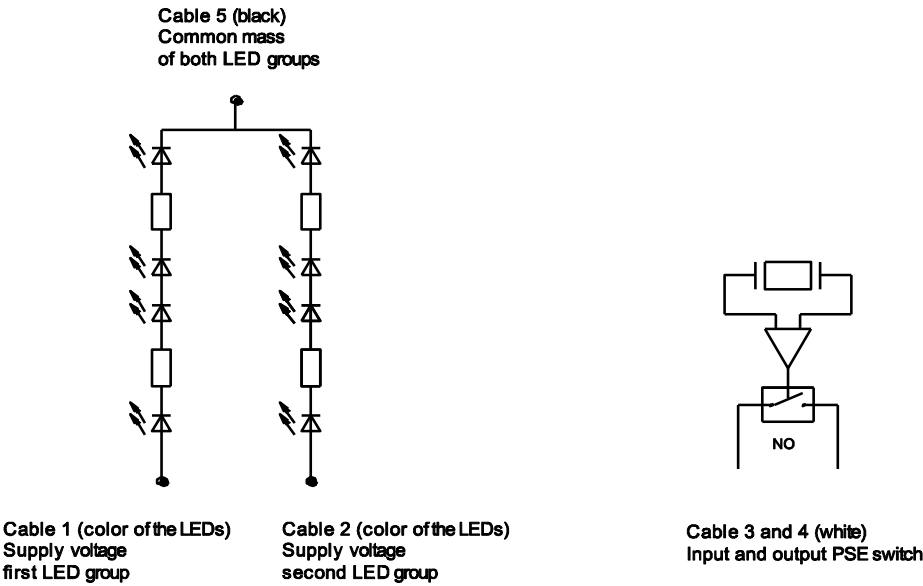 Cable 5 (black)
Common mass
of both LED groups
NO
Cable 1 (color of the LEDs)
Supply voltage
first LED group
Cable 2 (color of the LEDs)
Supply voltage
second LED group
Cable 3 and 4 (white)
Input and output PSE switch